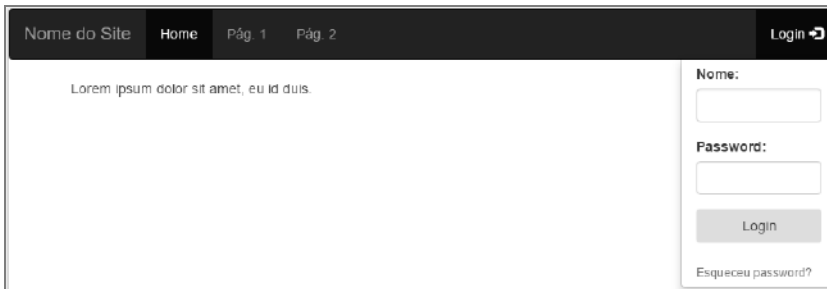 Nome do Site Home Pág. 1 Pág. 2 Login
Lorem ipsum dolor sit amet, eu id duis.
Nome:
Password:
Login
Esqueceu password?